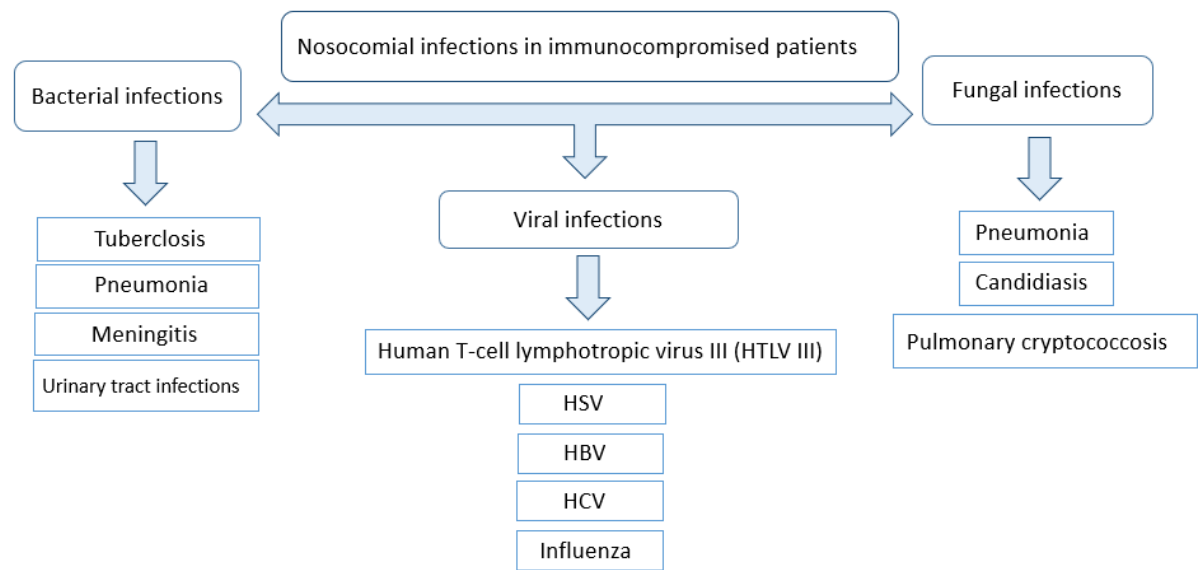 Nosocomial infections in immunocompromised patients
Bacterial infections
Tuberclosis
Pneumonia
Meningitis
Urinary tract infections
Viral infections
Human T-cell lymphotropic virus III (HTLV III)
HSV
HBV
HCV
Influenza
Fungal infections
Pneumonia
Candidiasis
Pulmonary cryptococcosis